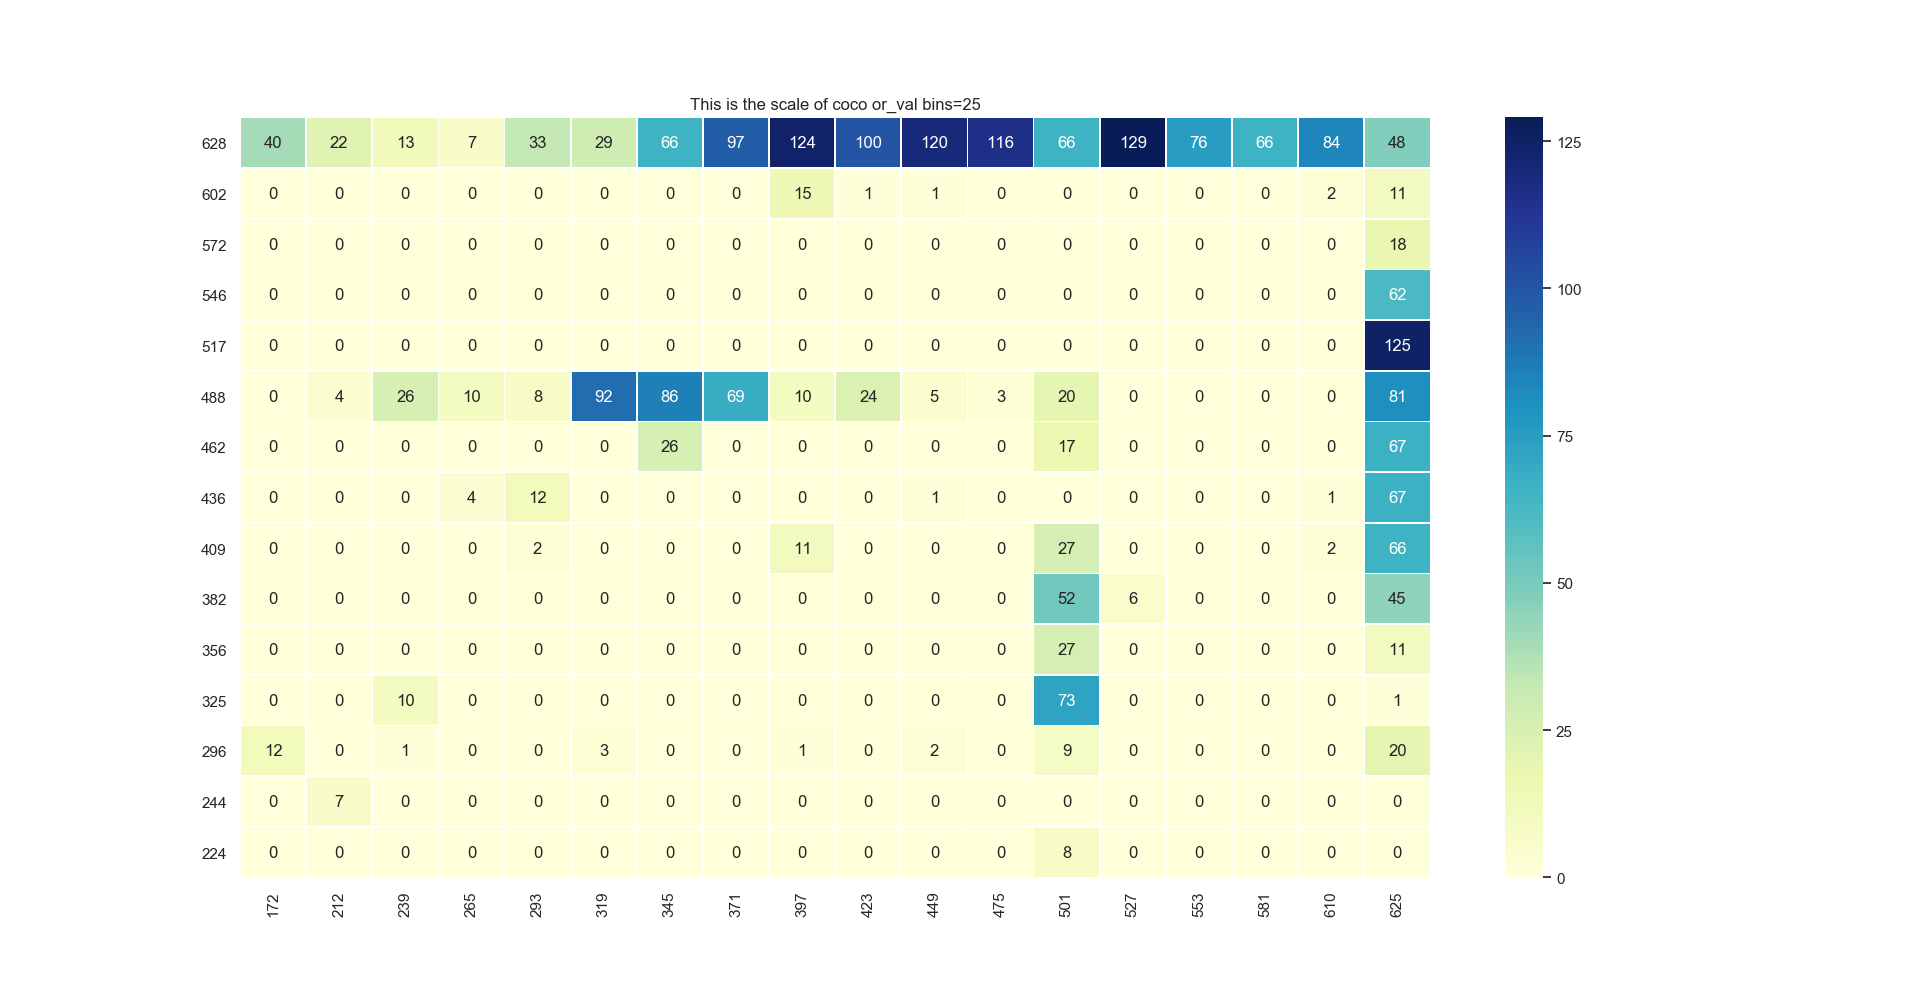 This is the scale of coco or_val bins=25
628 40 22 13 7 33 29 66 97 124 100 120 116 66 129 76 66 84 48
602 0 0 0 0 0 0 0 0 15 1 1 0 0 0 0 0 2 11
572 0 0 0 0 0 0 0 0 0 0 0 0 0 0 0 0 0 18
546 0 0 0 0 0 0 0 0 0 0 0 0 0 0 0 0 0 62
517 0 0 0 0 0 0 0 0 0 0 0 0 0 0 0 0 0 125
488 0 4 26 10 8 92 86 69 10 24 5 3 20 0 0 0 0 81
462 0 0 0 0 0 0 26 0 0 0 0 0 17 0 0 0 0 67
436 0 0 0 4 12 0 0 0 0 0 1 0 0 0 0 0 1 67
409 0 0 0 0 2 0 0 0 11 0 0 0 27 0 0 0 2 66
382 0 0 0 0 0 0 0 0 0 0 0 0 52 6 0 0 0 45
356 0 0 0 0 0 0 0 0 0 0 0 0 27 0 0 0 0 11
325 0 0 10 0 0 0 0 0 0 0 0 0 73 0 0 0 0 1
296 12 0 1 0 0 3 0 0 1 0 2 0 9 0 0 0 0 20
244 0 7 0 0 0 0 0 0 0 0 0 0 0 0 0 0 0 0
224 0 0 0 0 0 0 0 0 0 0 0 0 8 0 0 0 0 0
172 212 239 265 293 319 345 371 397 423 449 475 501 527 553 581 610 625
125
100
75
50
25
0